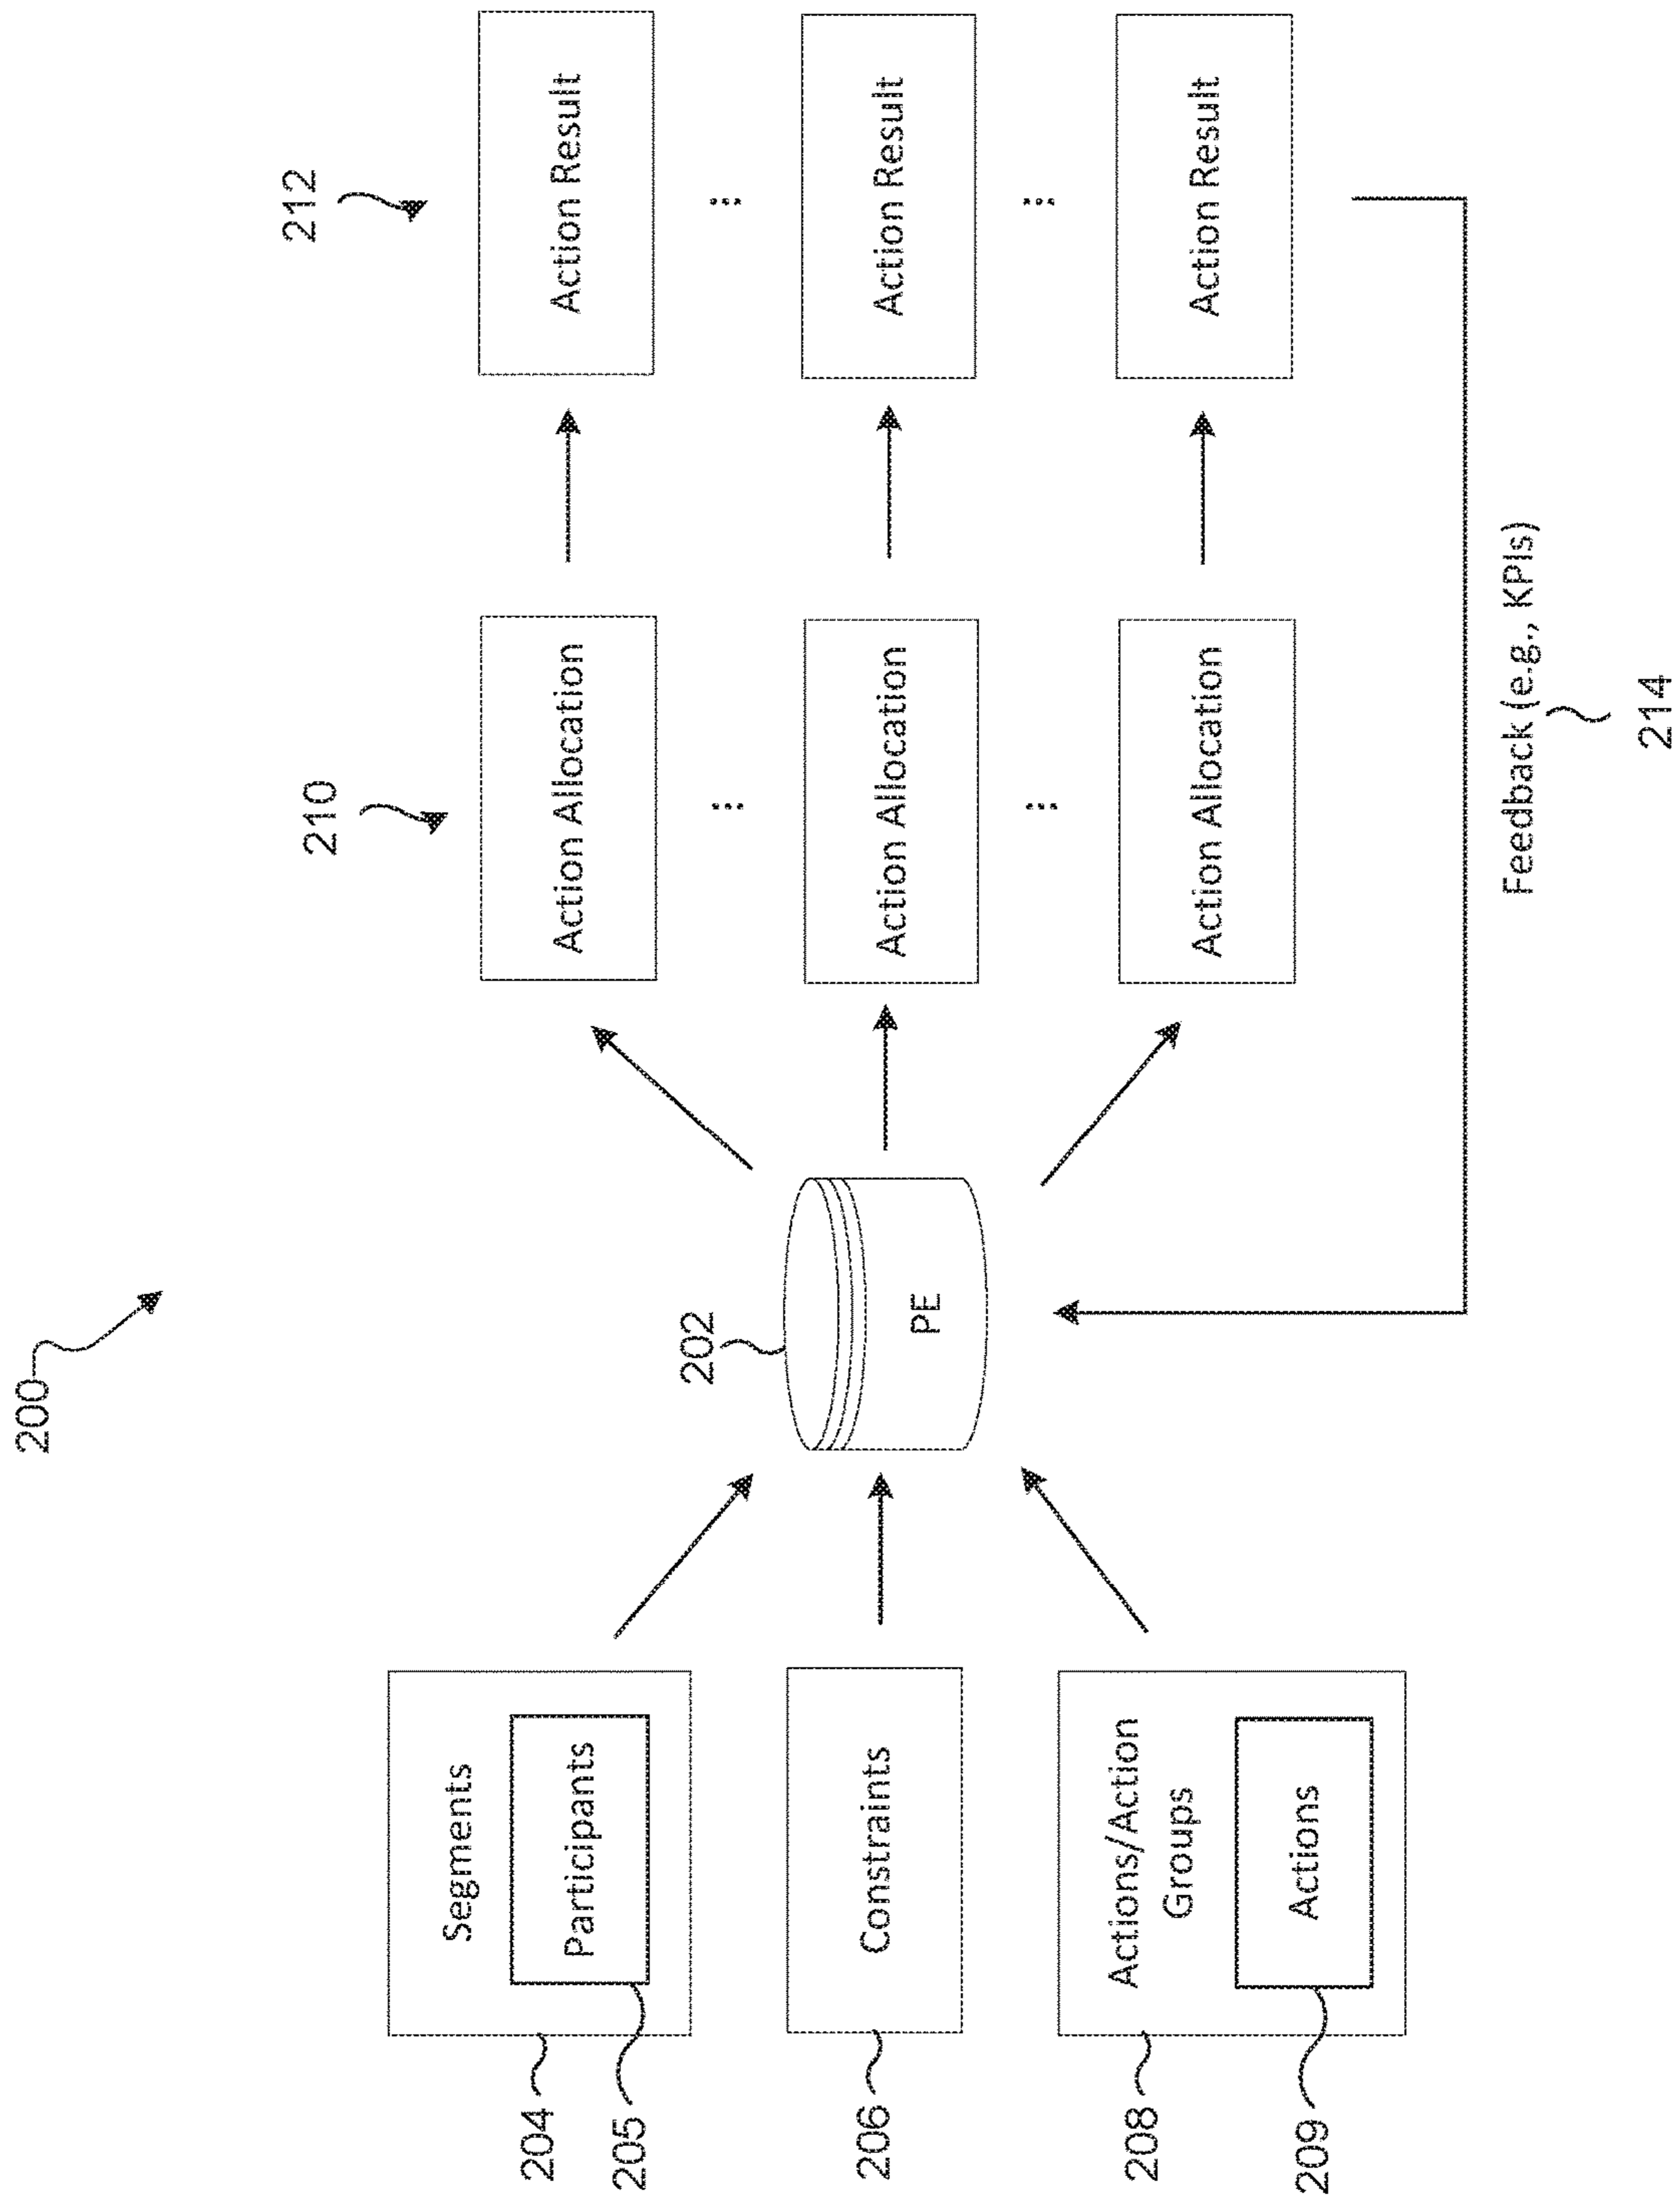 200
204
Segments
205
Participants
206
Constraints
208
Actions/Action
Groups
209
Actions
202
PE
210
Action Allocation
...
Action Allocation
...
Action Allocation
212
Action Result
...
Action Result
...
Action Result
Feedback (e.g., KPIs)
214